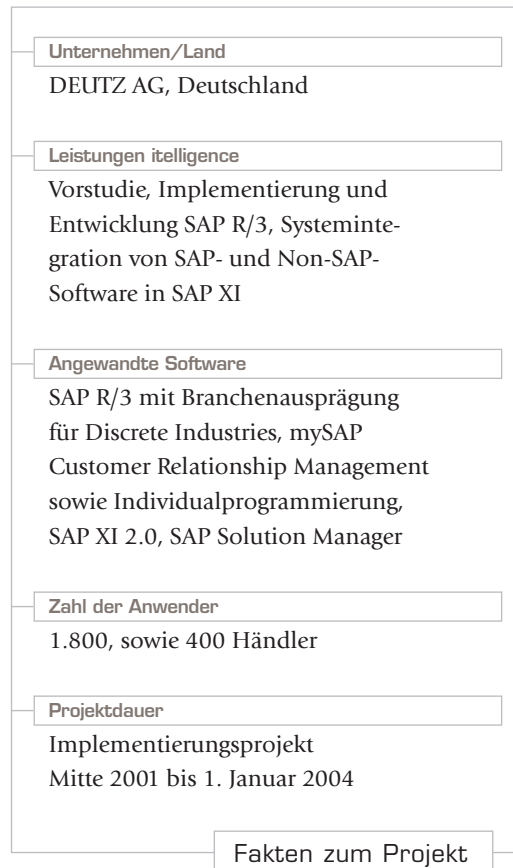 Unternehmen/Land
DEUTZ AG, Deutschland
Leistungen itelligence
Vorstudie, Implementierung und
Entwicklung SAP R/3, Systeminte-
gration von SAP- und Non-SAP-
Software in SAP XI
Angewandte Software
SAP R/3 mit Branchenausprägung
für Discrete Industries, mySAP
Customer Relationship Management
sowie Individualprogrammierung,
SAP XI 2.0, SAP Solution Manager
Zahl der Anwender
1.800, sowie 400 Händler
Projektdauer
Implementierungsprojekt
Mitte 2001 bis 1. Januar 2004
Fakten zum Projekt